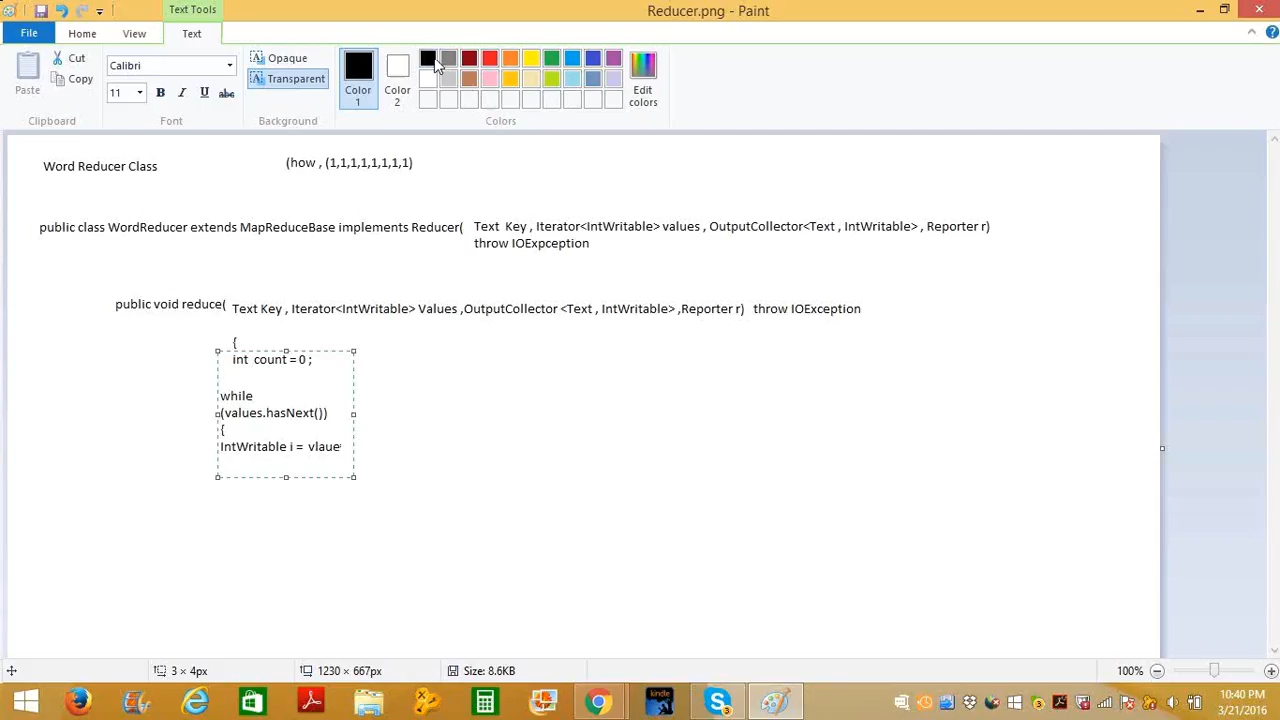 Text Tools
Reducer.png - Paint
File
Home
View
Text
Paste
Cut
Copy
Clipboard
Calibri
11
B I U abc
Font
Opaque
Transparent
Background
Color 1
Color 2
Edit colors
Colors
Word Reducer Class
(how , (1,1,1,1,1,1,1,1)
public class WordReducer extends MapReduceBase implements Reducer(
Text Key , Iterator<IntWritable> values , OutputCollector<Text , IntWritable> , Reporter r)
throw IOExpception
public void reduce(
Text Key , Iterator<IntWritable> Values ,OutputCollector <Text , IntWritable> ,Reporter r) throw IOException
{
int count = 0 ;
while
(values.hasNext())
{
IntWritable i = vlaue
3 × 4px
1230 × 667px
Size: 8.6KB
100%
kindle
10:40 PM
3/21/2016